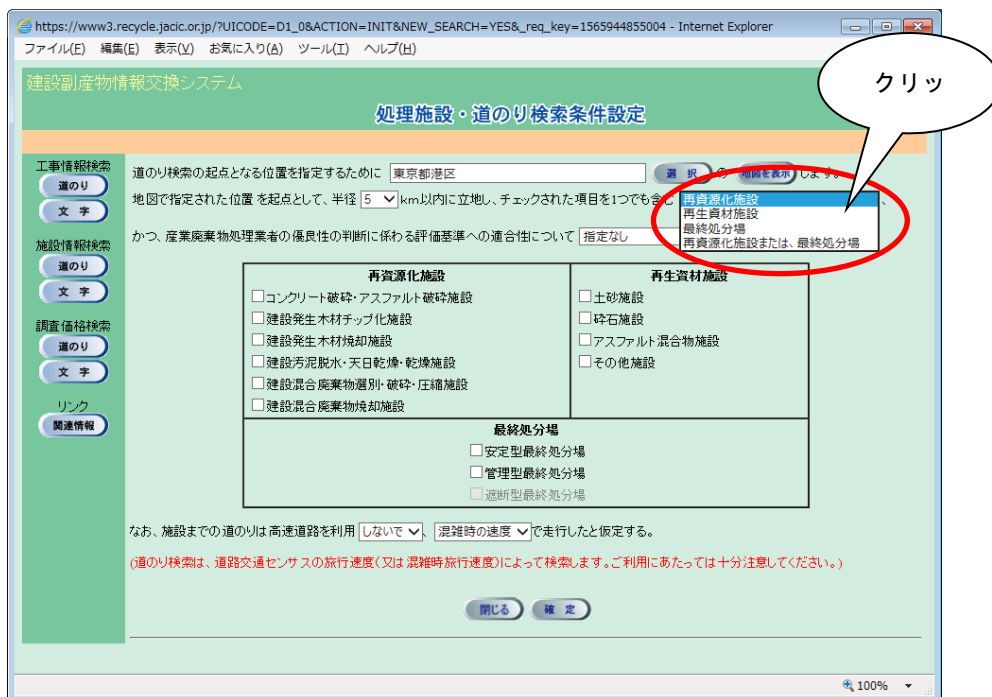 https://www3.recycle.jacic.or.jp/?UICODE=D1_0&ACTION=INIT&NEW_SEARCH=YES&_req_key=1565944855004 - Internet Explorer
ファイル(F) 編集(E) 表示(V) お気に入り(A) ツール(T) ヘルプ(H)
クリッ
建設副産物情報交換システム
処理施設・道のり検索条件設定
工事情報検索
道のり
文 字
施設情報検索
道のり
文 字
調査価格検索
道のり
文 字
リンク
関連情報
道のり検索の起点となる位置を指定するために 東京都港区 選 択 の 地図を表示 します。
地図で指定された位置 を起点として、半径 5 km以内に立地し、チェックされた項目を1つでも含む 再資源化施設 、
再生資材施設
最終処分場
再資源化施設または、最終処分場
かつ、産業廃棄物処理業者の優良性の判断に係わる評価基準への適合性について 指定なし
再資源化施設
コンクリート破砕・アスファルト破砕施設
建設発生木材チップ化施設
建設発生木材焼却施設
建設汚泥脱水・天日乾燥・乾燥施設
建設混合廃棄物選別・破砕・圧縮施設
建設混合廃棄物焼却施設
再生資材施設
土砂施設
砕石施設
アスファルト混合物施設
その他施設
最終処分場
安定型最終処分場
管理型最終処分場
遮断型最終処分場
なお、施設までの道のりは高速道路を利用 しないで 、 混雑時の速度 で走行したと仮定する。
(道のり検索は、道路交通センサスの旅行速度(又は混雑時旅行速度)によって検索します。ご利用にあたっては十分注意してください。)
閉じる 確 定
100%